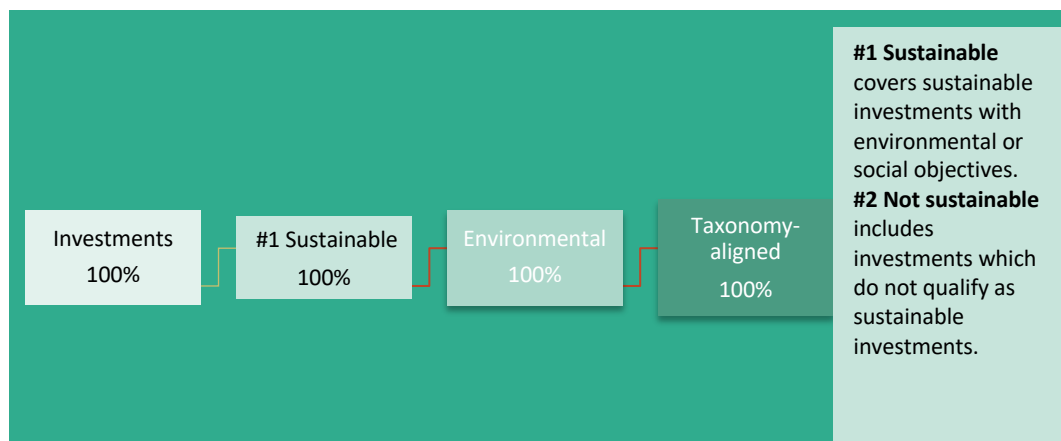 Investments
100%
#1 Sustainable
100%
Environmental
100%
Taxonomy-
aligned
100%
#1 Sustainable
covers sustainable
investments with
environmental or
social objectives.
#2 Not sustainable
includes
investments which
do not qualify as
sustainable
investments.